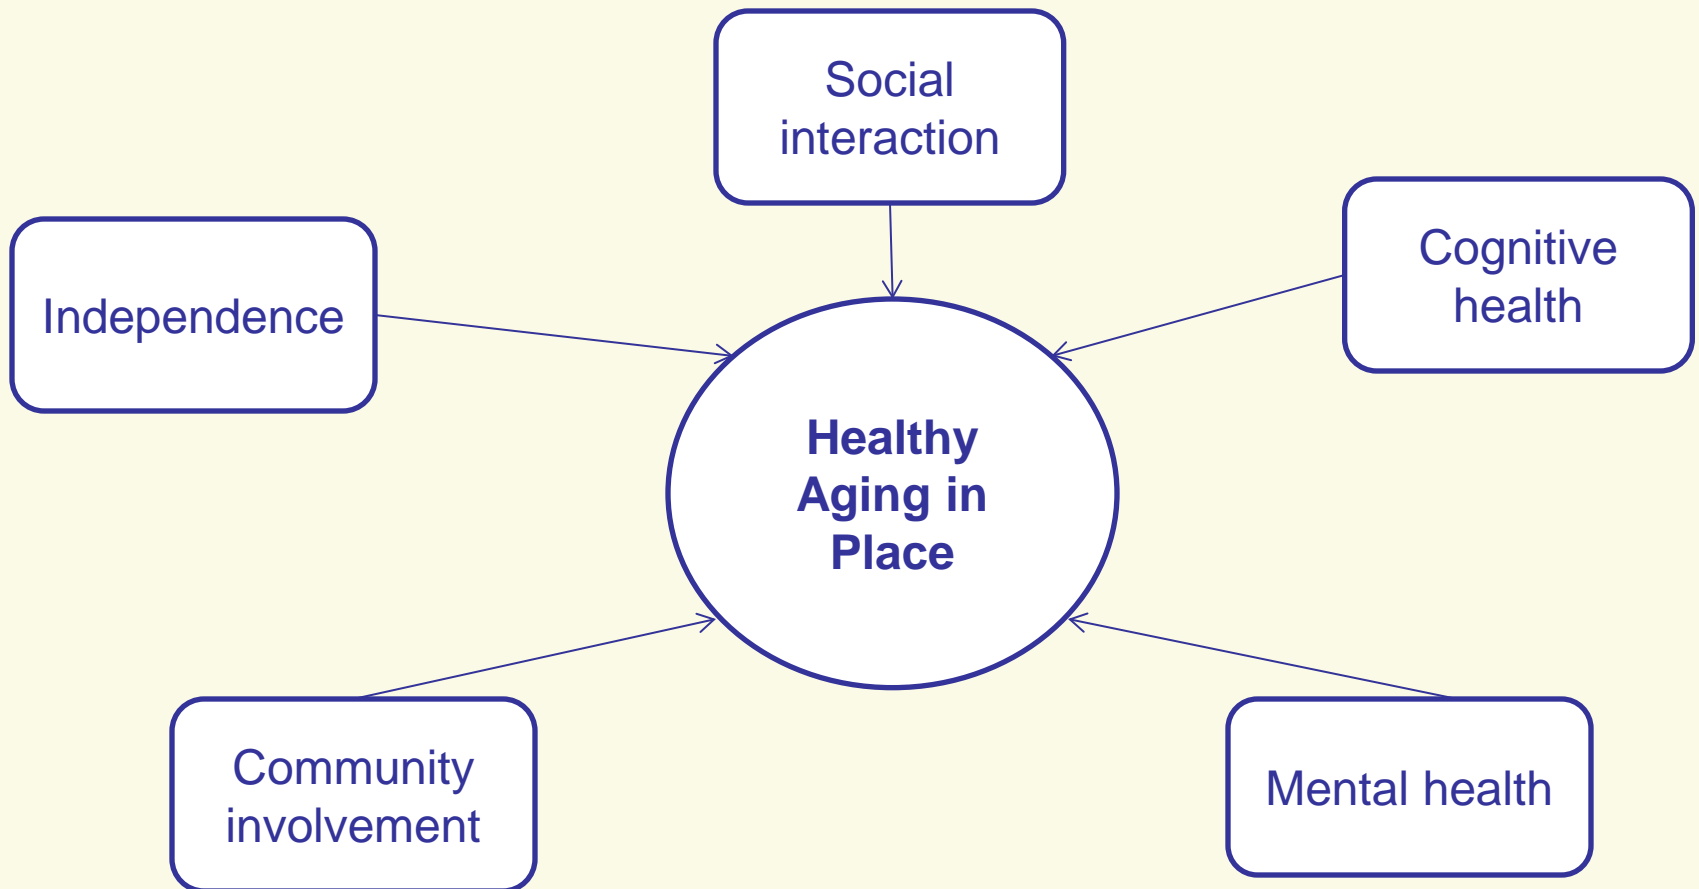 Social
interaction
Cognitive
health
Independence
Healthy
Aging in
Place
Community
involvement
Mental health